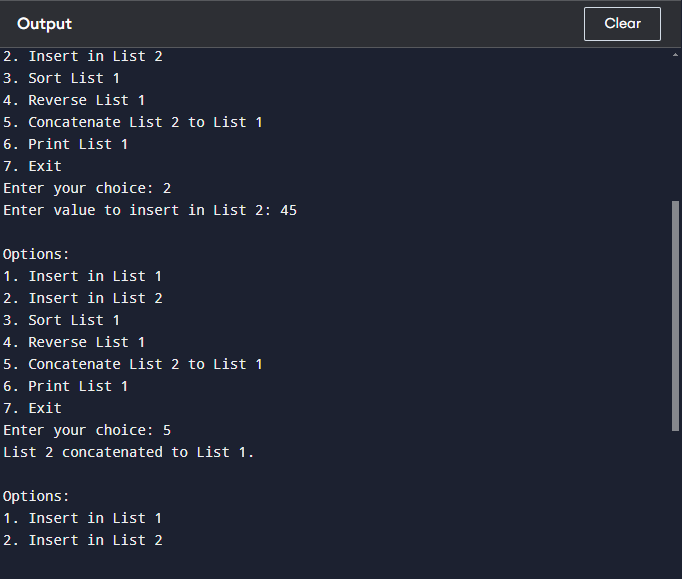 Output
Clear
2. Insert in List 2
3. Sort List 1
4. Reverse List 1
5. Concatenate List 2 to List 1
6. Print List 1
7. Exit
Enter your choice: 2
Enter value to insert in List 2: 45
Options:
1. Insert in List 1
2. Insert in List 2
3. Sort List 1
4. Reverse List 1
5. Concatenate List 2 to List 1
6. Print List 1
7. Exit
Enter your choice: 5
List 2 concatenated to List 1.
Options:
1. Insert in List 1
2. Insert in List 2